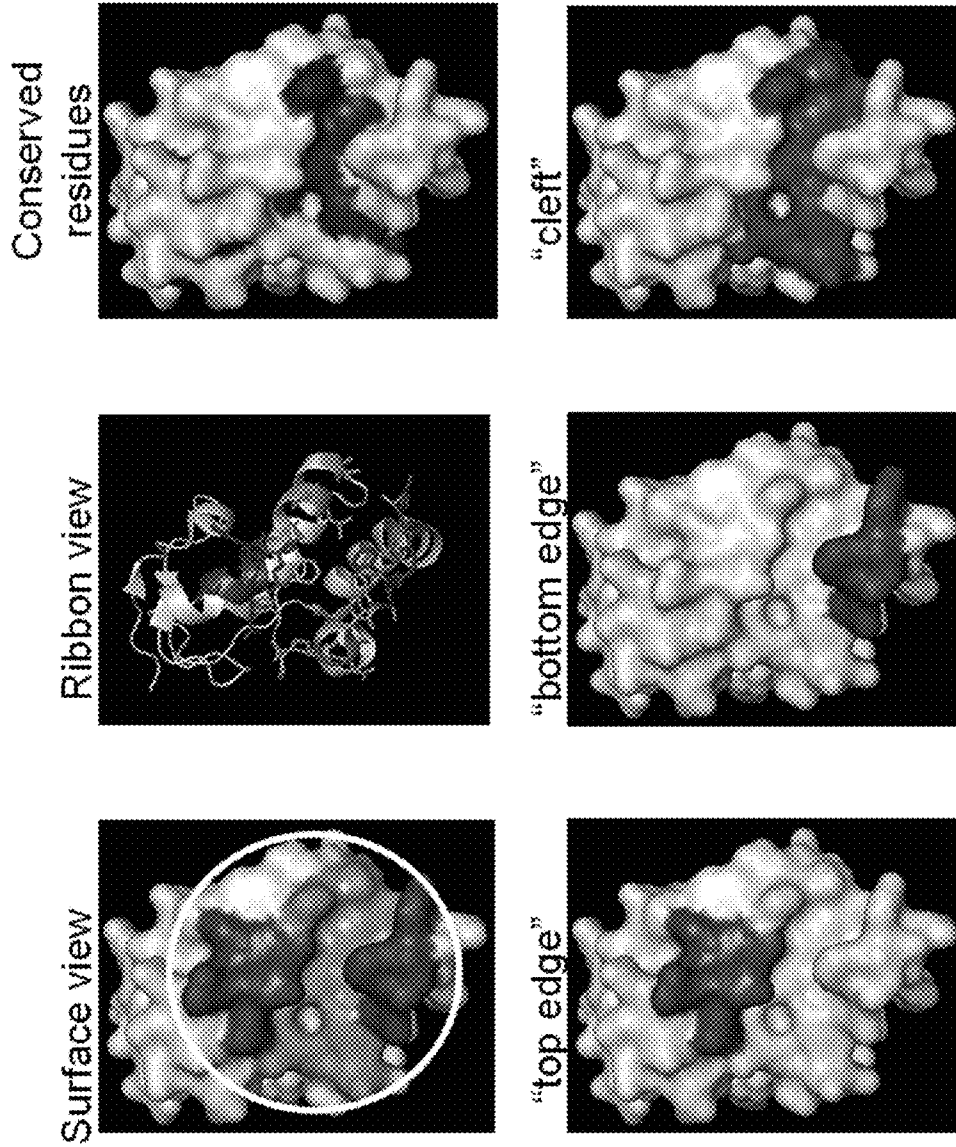 Surface view
Ribbon view
Conserved
residues
“top edge”
“bottom edge”
“cleft”